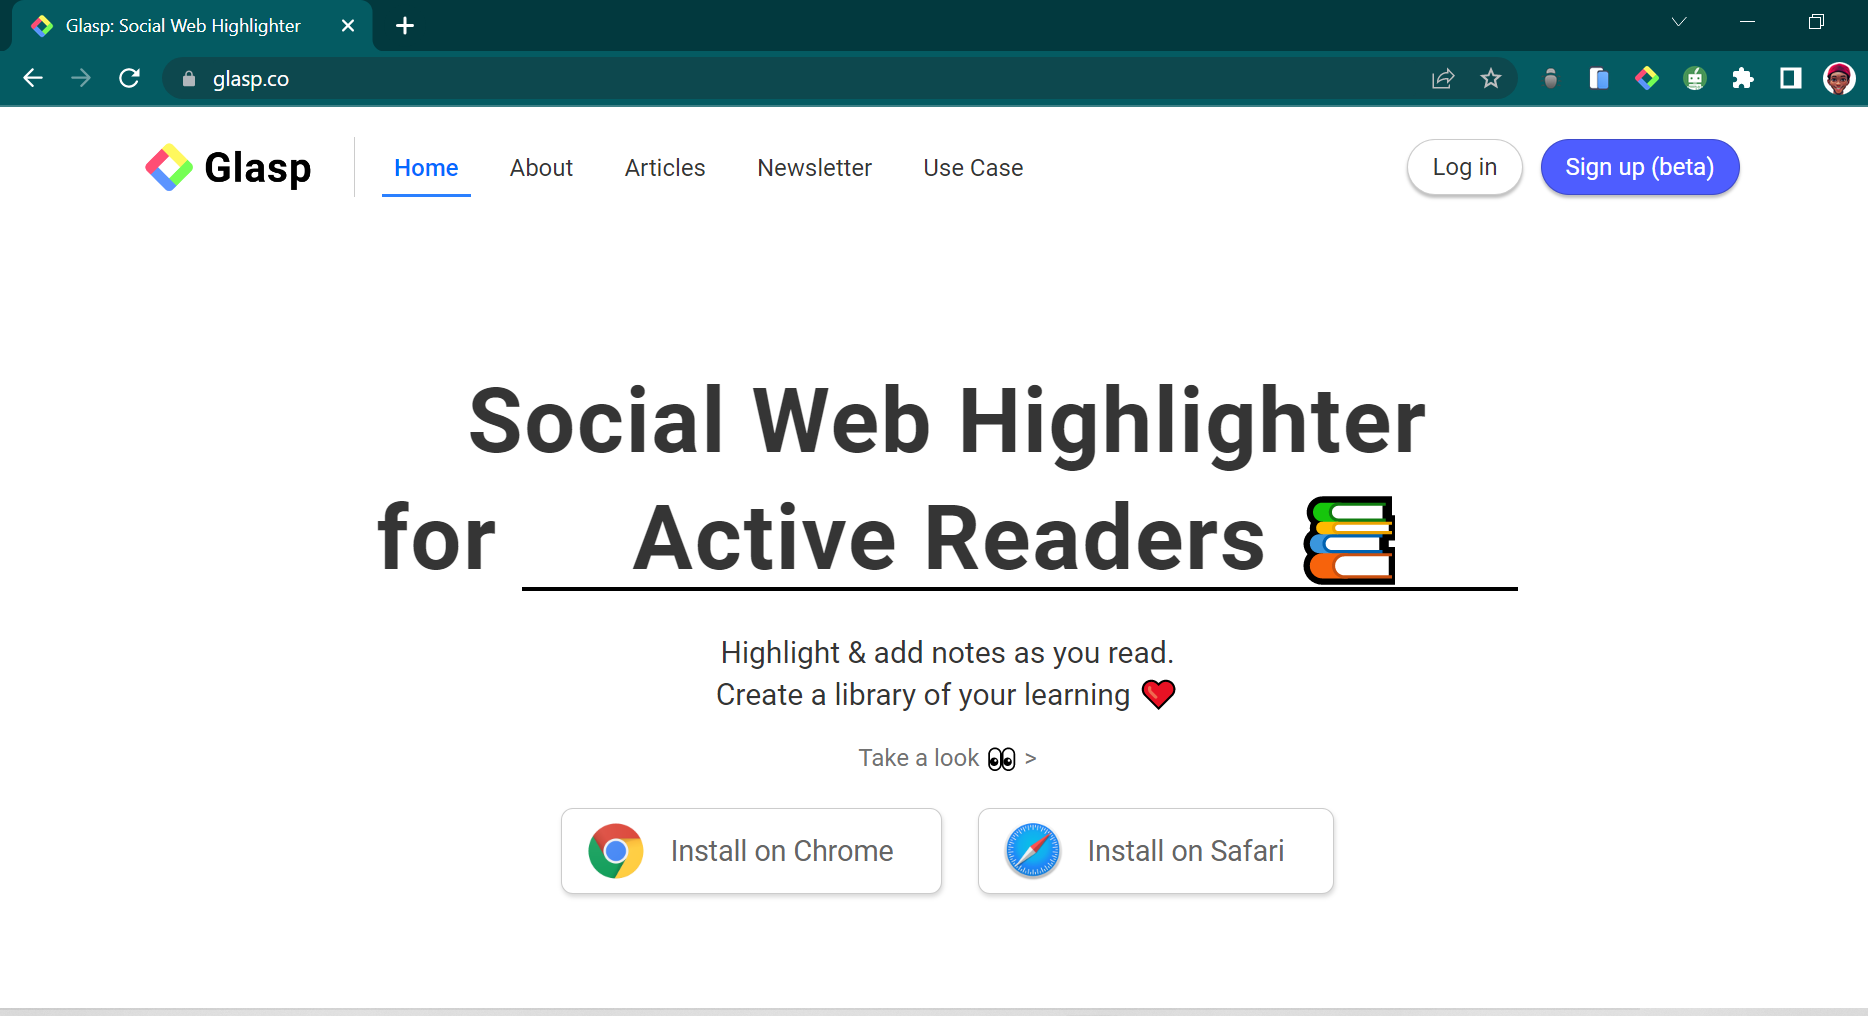 Glasp: Social Web Highlighter
glasp.co
Glasp
Home
About
Articles
Newsletter
Use Case
Log in
Sign up (beta)
Social Web Highlighter
for Active Readers 📚
Highlight & add notes as you read.
Create a library of your learning ❤️
Take a look 👀 >
Install on Chrome
Install on Safari